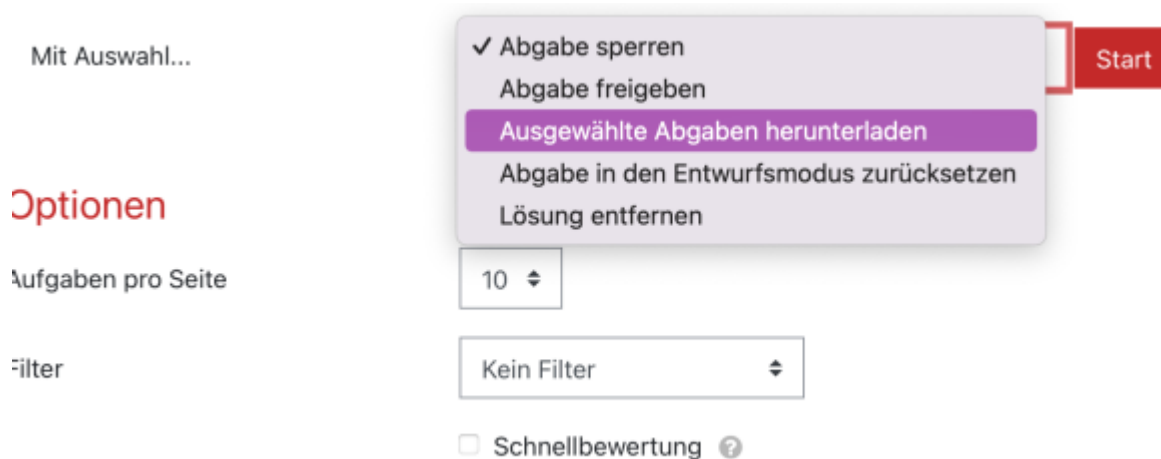 Mit Auswahl...
✓ Abgabe sperren
Abgabe freigeben
Ausgewählte Abgaben herunterladen
Abgabe in den Entwurfsmodus zurücksetzen
Lösung entfernen
Start
Optionen
Aufgaben pro Seite
10
Filter
Kein Filter
Schnellbewertung ?